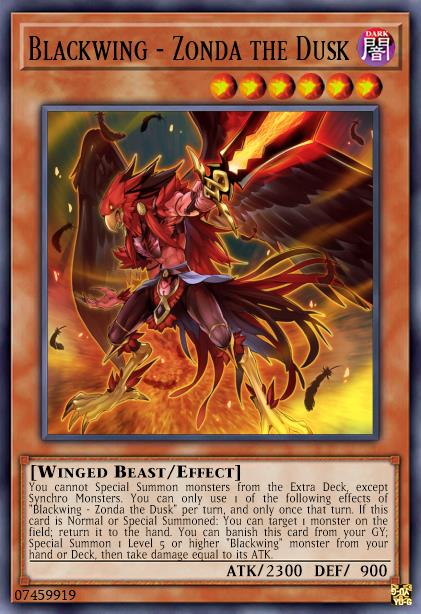 BLACKWING - ZONDA THE DUSK
DARK
闇
[WINGED BEAST/EFFECT]
You cannot Special Summon monsters from the Extra Deck, except
Synchro Monsters. You can only use 1 of the following effects of
"Blackwing - Zonda the Dusk" per turn, and only once that turn. If this
card is Normal or Special Summoned: You can target 1 monster on the
field; return it to the hand. You can banish this card from your GY;
Special Summon 1 Level 5 or higher "Blackwing" monster from your
hand or Deck, then take damage equal to its ATK.
ATK/2300 DEF/ 900
07459919